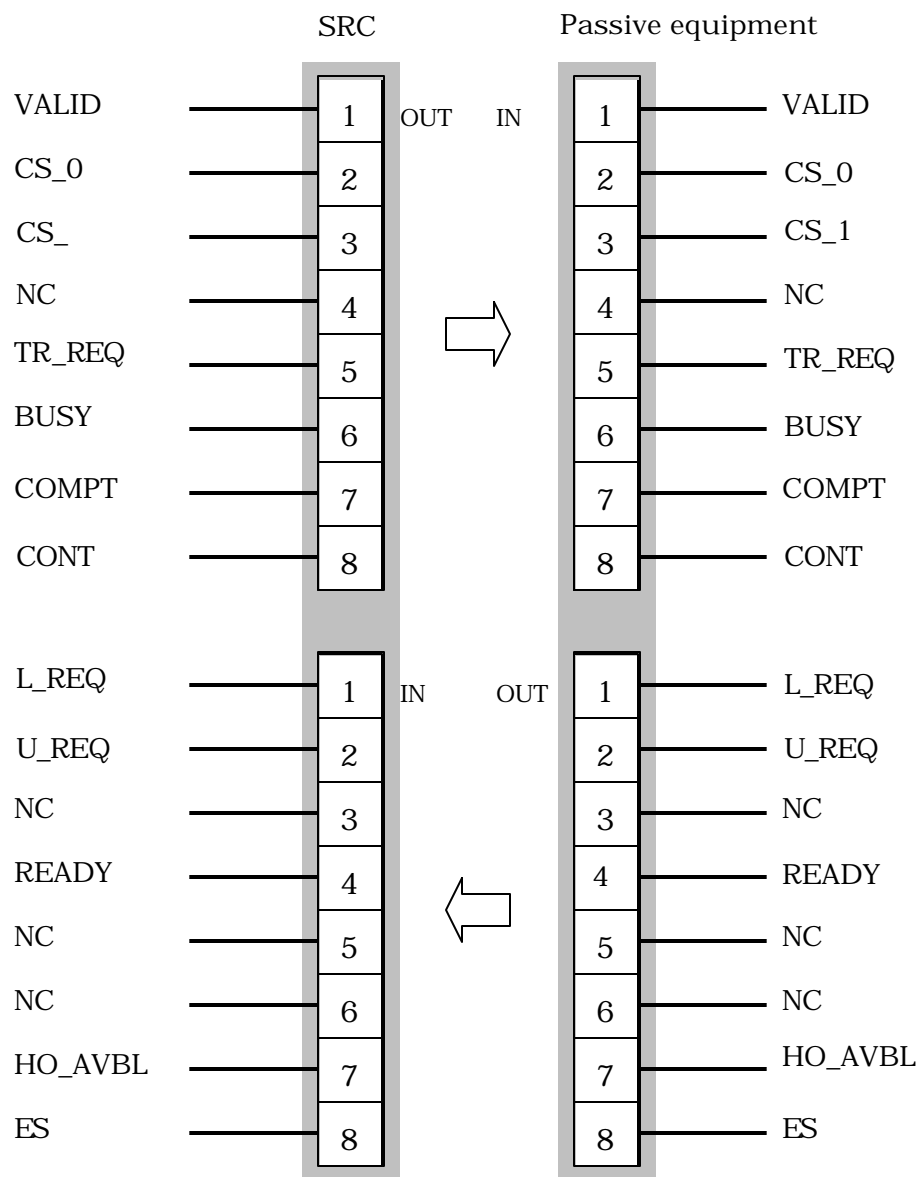 SRC Passive equipment
VALID 1 OUT IN 1 VALID
CS_0 2 2 CS_0
CS_ 3 3 CS_1
NC 4 4 NC
TR_REQ 5 5 TR_REQ
BUSY 6 6 BUSY
COMPT 7 7 COMPT
CONT 8 8 CONT
L_REQ 1 IN OUT 1 L_REQ
U_REQ 2 2 U_REQ
NC 3 3 NC
READY 4 4 READY
NC 5 5 NC
NC 6 6 NC
HO_AVBL 7 7 HO_AVBL
ES 8 8 ES